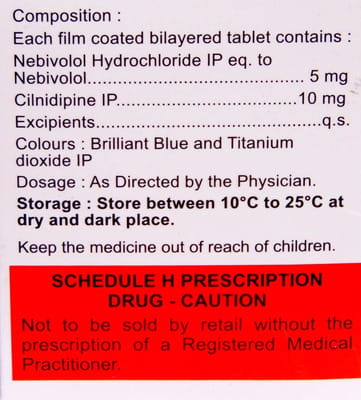 Composition :
Each film coated bilayered tablet contains :
Nebivolol Hydrochloride IP eq. to
Nebivolol.................................... 5 mg
Cilnidipine IP..............................10 mg
Excipients.....................................q.s.
Colours : Brilliant Blue and Titanium
dioxide IP
Dosage : As Directed by the Physician.
Storage : Store between 10°C to 25°C at
dry and dark place.
Keep the medicine out of reach of children.
SCHEDULE H PRESCRIPTION
DRUG - CAUTION
Not to be sold by retail without the
prescription of a Registered Medical
Practitioner.